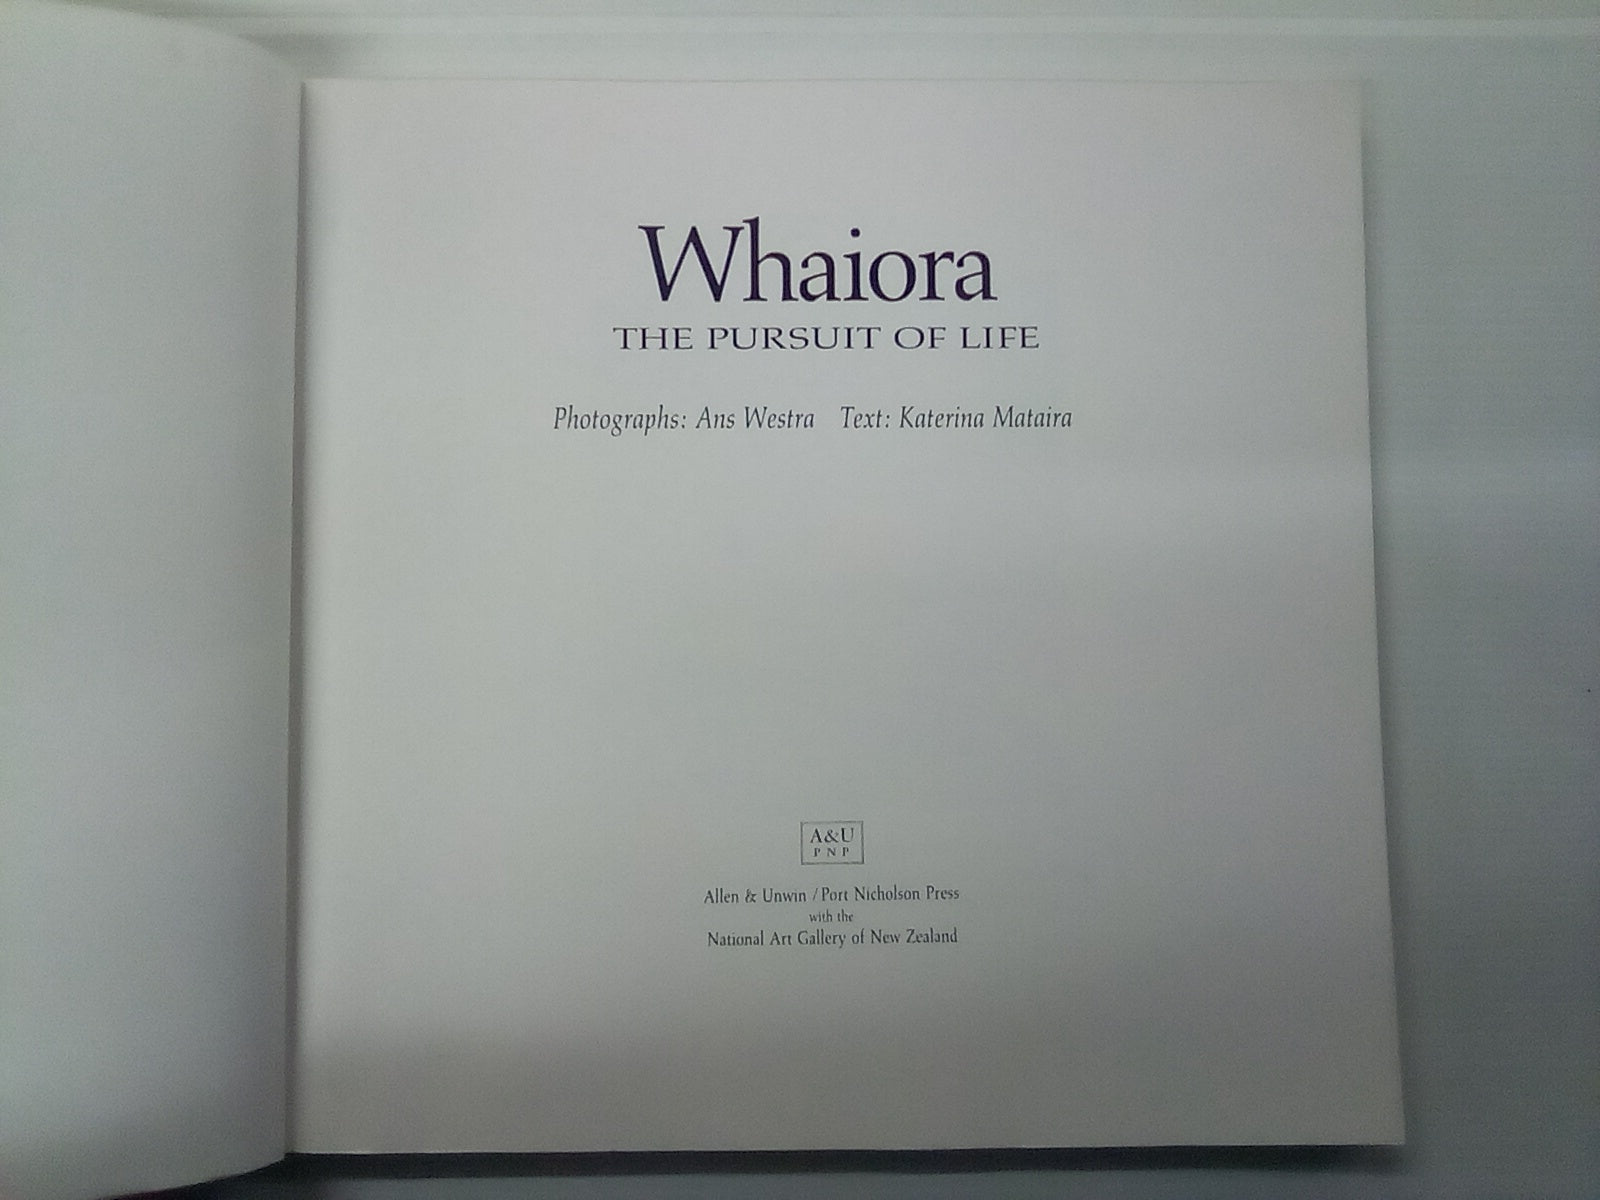 Whaiora
THE PURSUIT OF LIFE
Photographs: Ans Westra Text: Katerina Mataira
A&U
P N P
Allen & Unwin / Port Nicholson Press
with the
National Art Gallery of New Zealand